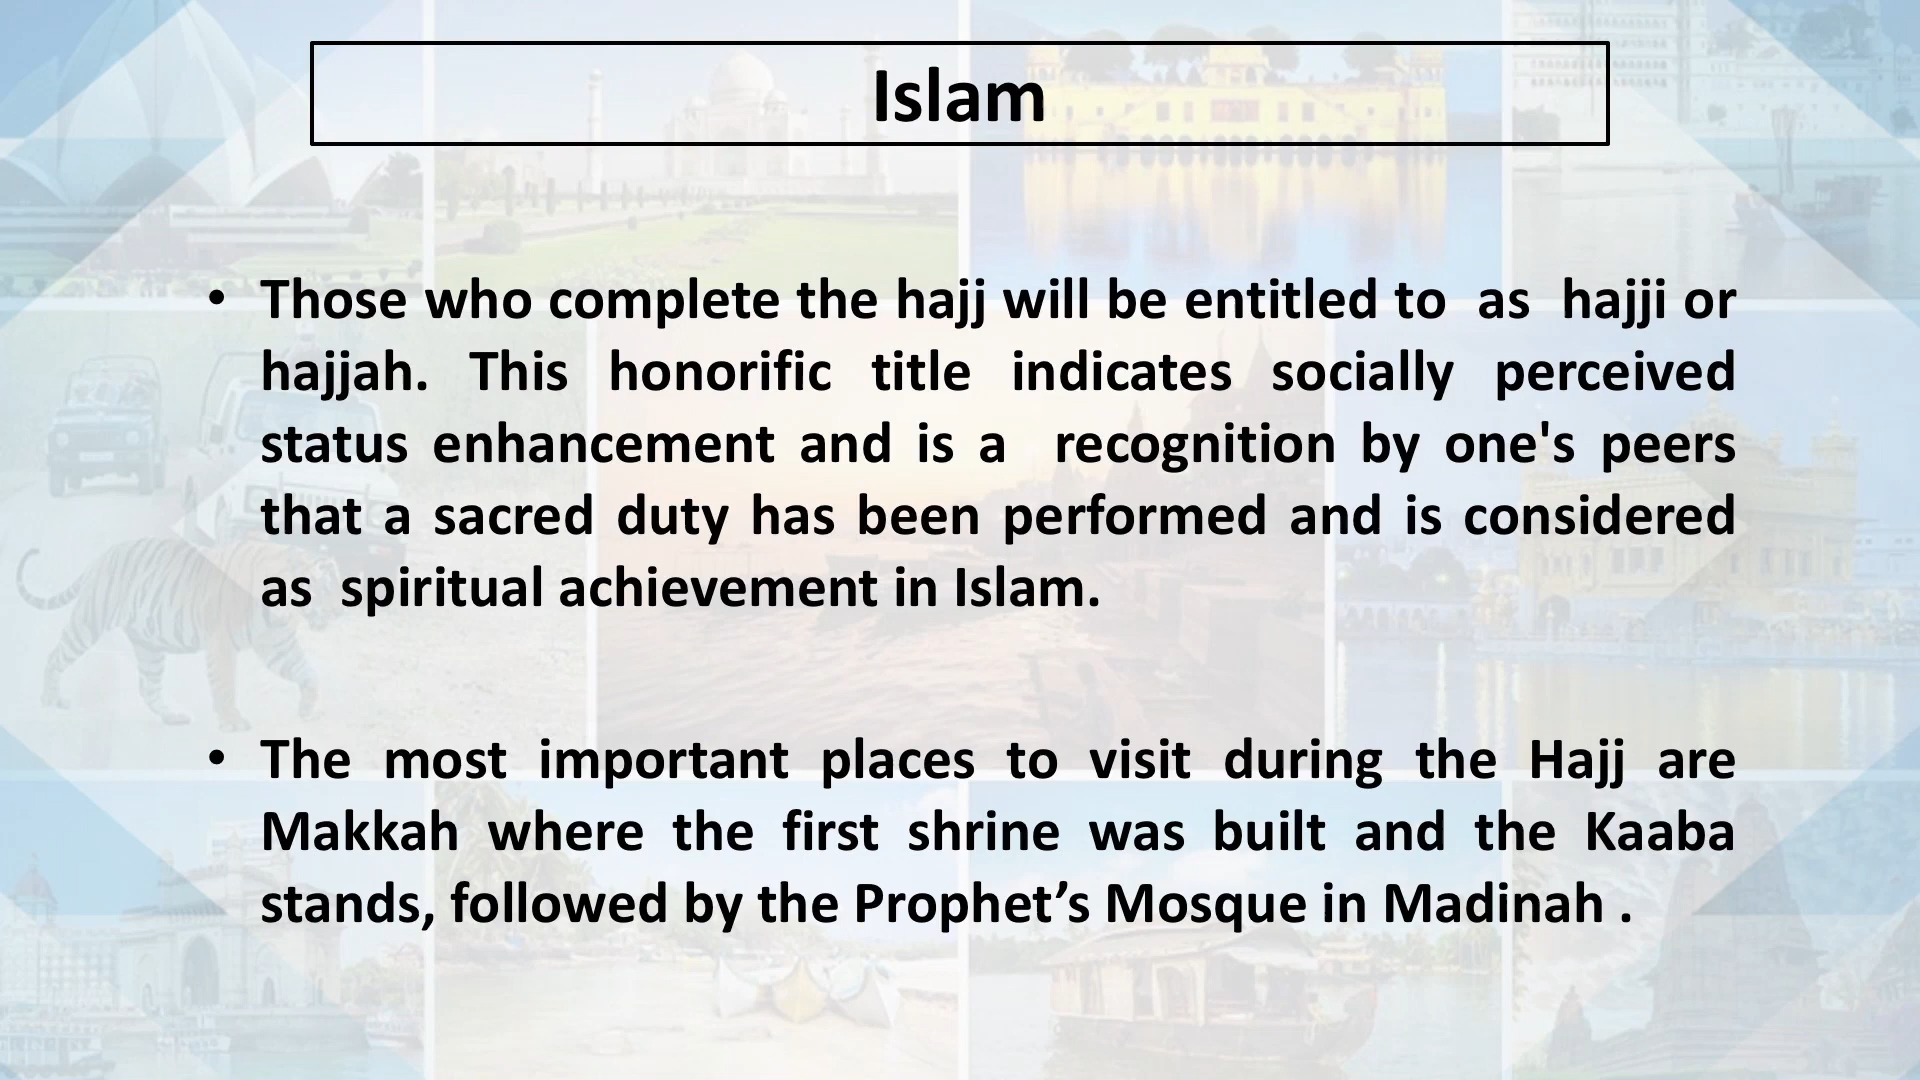 Islam
• Those who complete the hajj will be entitled to  as  hajji or
hajjah. This honorific title indicates socially perceived
status enhancement and is a  recognition by one's peers
that a sacred duty has been performed and is considered
as  spiritual achievement in Islam.
• The most important places to visit during the Hajj are
Makkah where the first shrine was built and the Kaaba
stands, followed by the Prophet’s Mosque in Madinah .